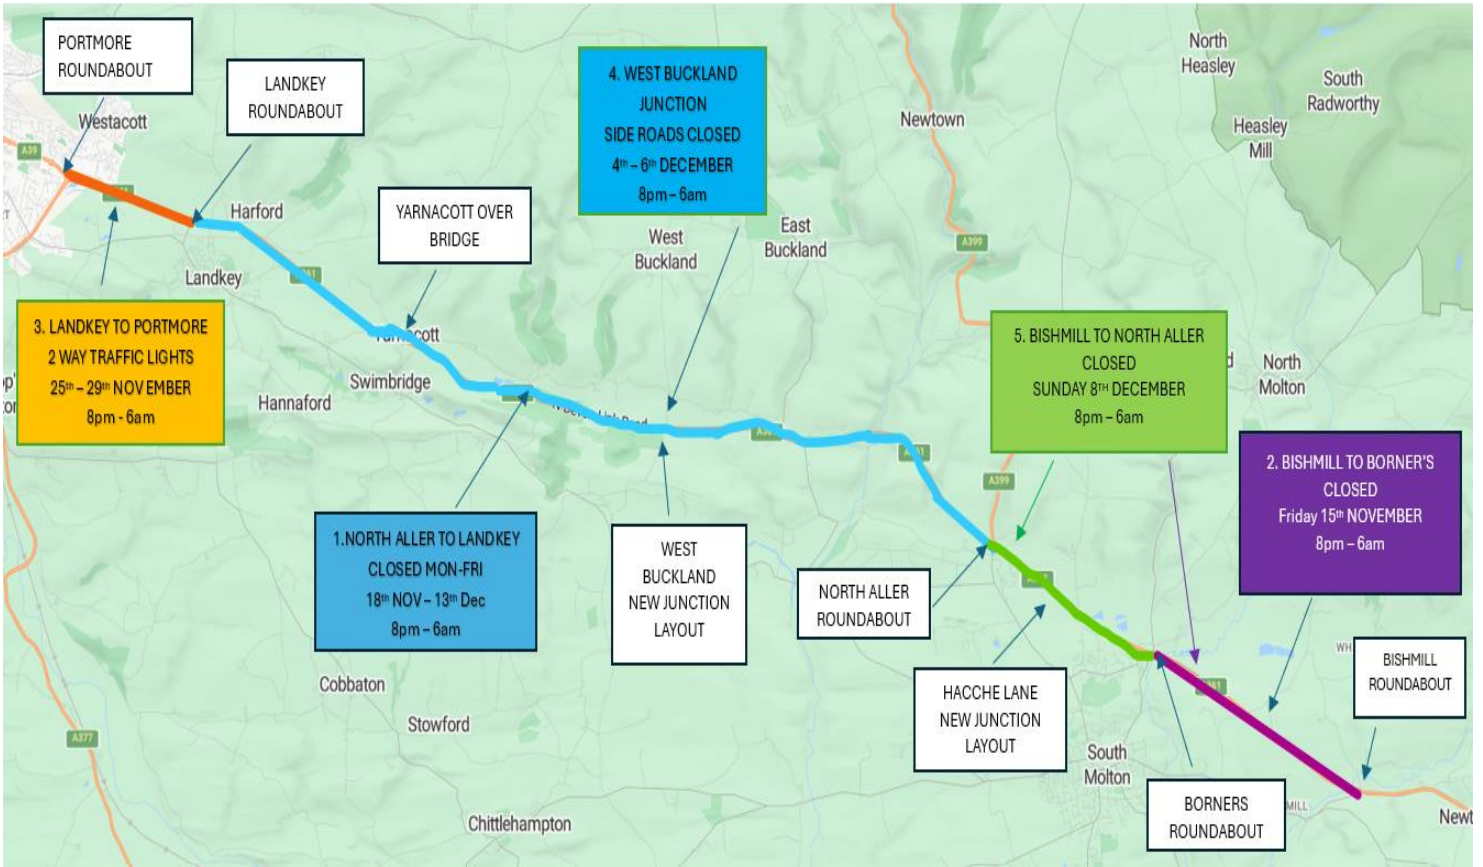 PORTMORE
ROUNDABOUT
LANDKEY
ROUNDABOUT
Westacott
A39
Harford
Landkey
A361
YARNACOTT OVER
BRIDGE
4. WEST BUCKLAND
JUNCTION
SIDE ROADS CLOSED
4th – 6th DECEMBER
8pm – 6am
North
Heasley
South
Radworthy
Heasley
Mill
Newtown
A399
West
Buckland
East
Buckland
3. LANDKEY TO PORTMORE
2 WAY TRAFFIC LIGHTS
25th – 29th NOVEMBER
8pm - 6am
Swimbridge
Hannaford
5. BISHMILL TO NORTH ALLER
CLOSED
SUNDAY 8TH DECEMBER
8pm – 6am
North
Molton
A399
2. BISHMILL TO BORNER'S
CLOSED
Friday 15th NOVEMBER
8pm – 6am
1.NORTH ALLER TO LANDKEY
CLOSED MON-FRI
18th NOV – 13th Dec
8pm – 6am
WEST
BUCKLAND
NEW JUNCTION
LAYOUT
NORTH ALLER
ROUNDABOUT
HACCHE LANE
NEW JUNCTION
LAYOUT
BISHMILL
ROUNDABOUT
Cobbaton
Stowford
A377
South
Molton
BORNERS
ROUNDABOUT
MILL
Newt
Chittlehampton